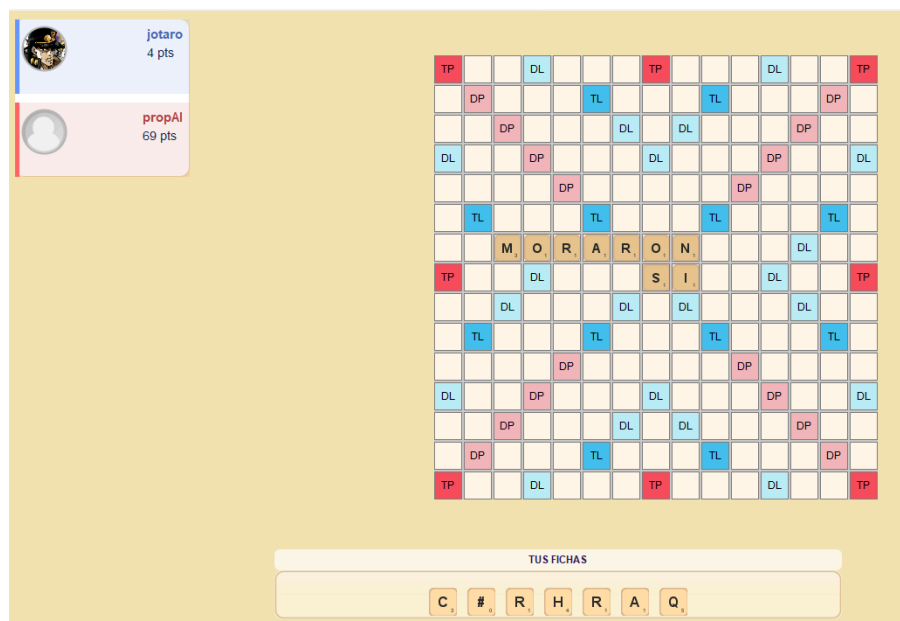 jotaro
4 pts
propAI
69 pts
TP DL TP DL TP
DP TL TL DP
DP DL DL DP
DL DP DL DP DL
DP DP
TL TL TL TL
M O R A R O N DL
TP DL S I DL TP
DL DL DL DL
TL TL TL TL
DP DP
DL DP DL DP DL
DP DL DL DP
DP TL TL DP
TP DL TP DL TP
TUS FICHAS
C # R H R A Q